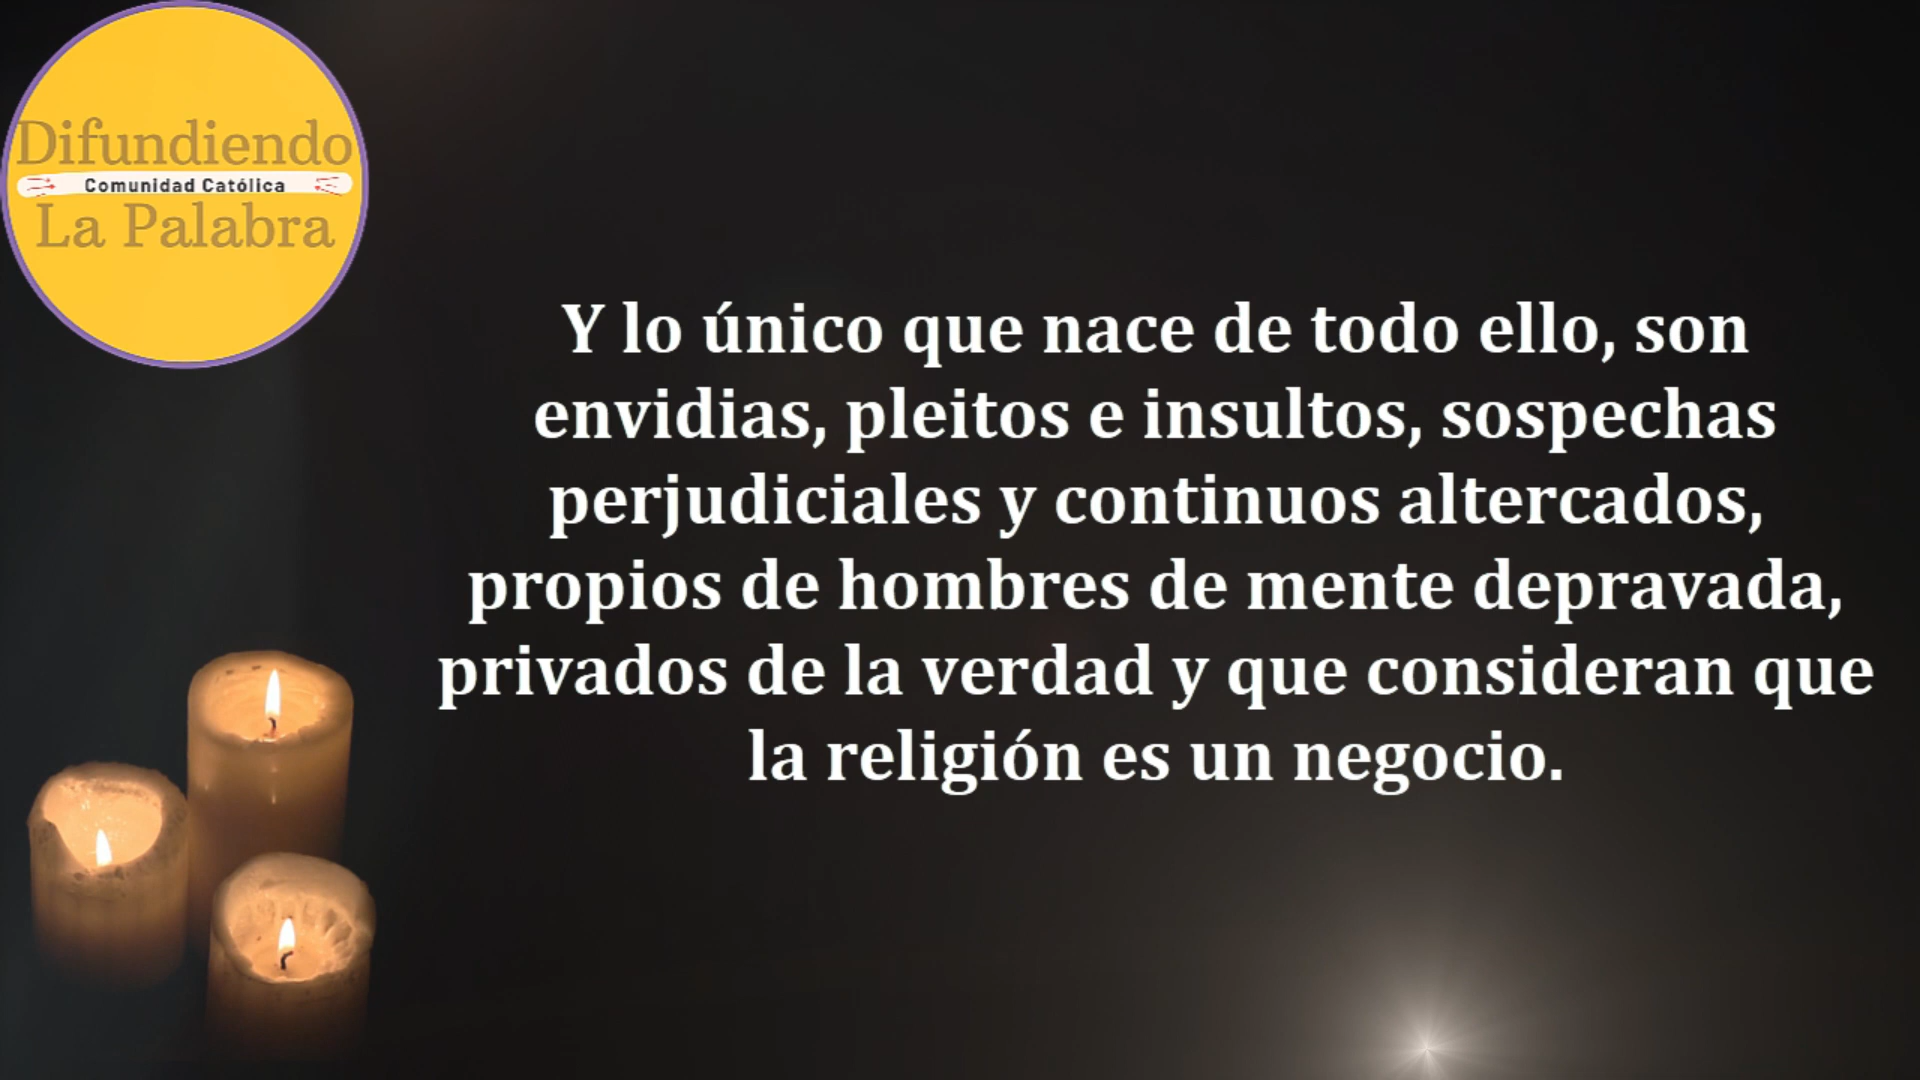 Difundiendo
Comunidad Católica
La Palabra
Y lo único que nace de todo ello, son
envidias, pleitos e insultos, sospechas
perjudiciales y continuos altercados,
propios de hombres de mente depravada,
privados de la verdad y que consideran que
la religión es un negocio.